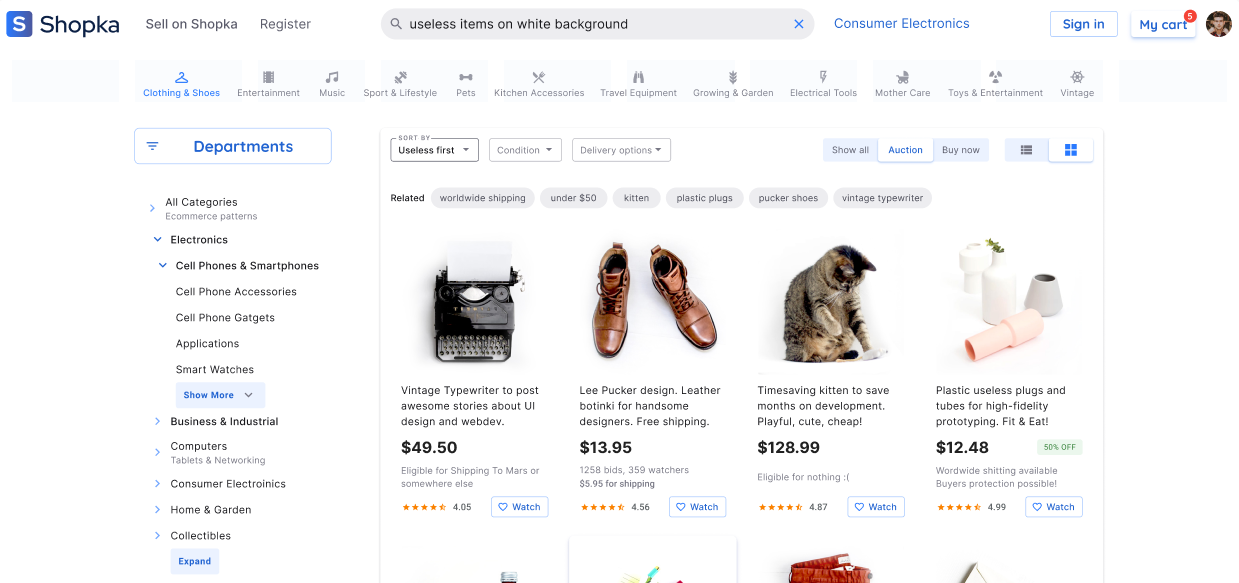 S Shopka
Sell on Shopka
Register
useless items on white background
Consumer Electronics
Sign in
My cart
5
Clothing & Shoes
Entertainment
Music
Sport & Lifestyle
Pets
Kitchen Accessories
Travel Equipment
Growing & Garden
Electrical Tools
Mother Care
Toys & Entertainment
Vintage
Departments
All Categories
Ecommerce patterns
Electronics
Cell Phones & Smartphones
Cell Phone Accessories
Cell Phone Gatgets
Applications
Smart Watches
Show More
Business & Industrial
Computers
Tablets & Networking
Consumer Electroinics
Home & Garden
Collectibles
Expand
SORT BY
Useless first
Condition
Delivery options
Show all
Auction
Buy now
Related
worldwide shipping
under $50
kitten
plastic plugs
pucker shoes
vintage typewriter
Vintage Typewriter to post
awesome stories about UI
design and webdev.
$49.50
Eligible for Shipping To Mars or
somewhere else
4.05
Watch
Lee Pucker design. Leather
botinki for handsome
designers. Free shipping.
$13.95
1258 bids, 359 watchers
$5.95 for shipping
4.56
Watch
Timesaving kitten to save
months on development.
Playful, cute, cheap!
$128.99
Eligible for nothing :(
4.87
Watch
Plastic useless plugs and
tubes for high-fidelity
prototyping. Fit & Eat!
$12.48
50% OFF
Wordwide shitting available
Buyers protection possible!
4.99
Watch